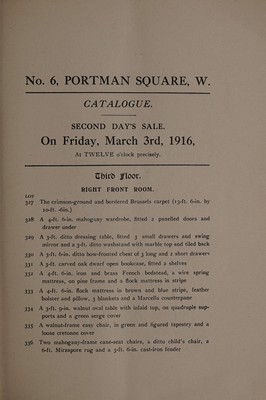 No. 6, PORTMAN SQUARE, W.
CATALOGUE.
SECOND DAY'S SALE.
On Friday, March 3rd, 1916,
At TWELVE o'clock precisely.
Third Floor.
RIGHT FRONT ROOM.
LOT
327 The crimson-ground and bordered Brussels carpet (13-ft. 6-in. by
10-ft. -6in.)
328 A 4-ft. 6-in. mahogany wardrobe, fitted 2 panelled doors and
drawer under
329 A 3-ft. ditto dressing table, fitted 3 small drawers and swing
mirror and a 3-ft. ditto washstand with marble top and tiled back
330 A 3-ft. 6-in. ditto bow-fronted chest of 3 long and 2 short drawers
331 A 3-ft. carved oak dwarf open bookcase, fitted 2 shelves
332 A 4-ft. 6-in. iron and brass French bedstead, a wire spring
mattress, on pine frame and a flock mattress in stripe
333 A 4-ft. 6-in. flock mattress in brown and blue stripe, feather
bolster and pillow, 3 blankets and a Marcella counterpane
334 A 3-ft. 9-in. walnut oval table with inlaid top, on quadruple sup-
ports and a green serge cover
335 A walnut-frame easy chair, in green and figured tapestry and a
loose cretonne cover
336 Two mahogany-frame cane-seat chairs, a ditto child's chair, a
6-ft. Mirzapore rug and a 3-ft. 6-in. cast-iron fender